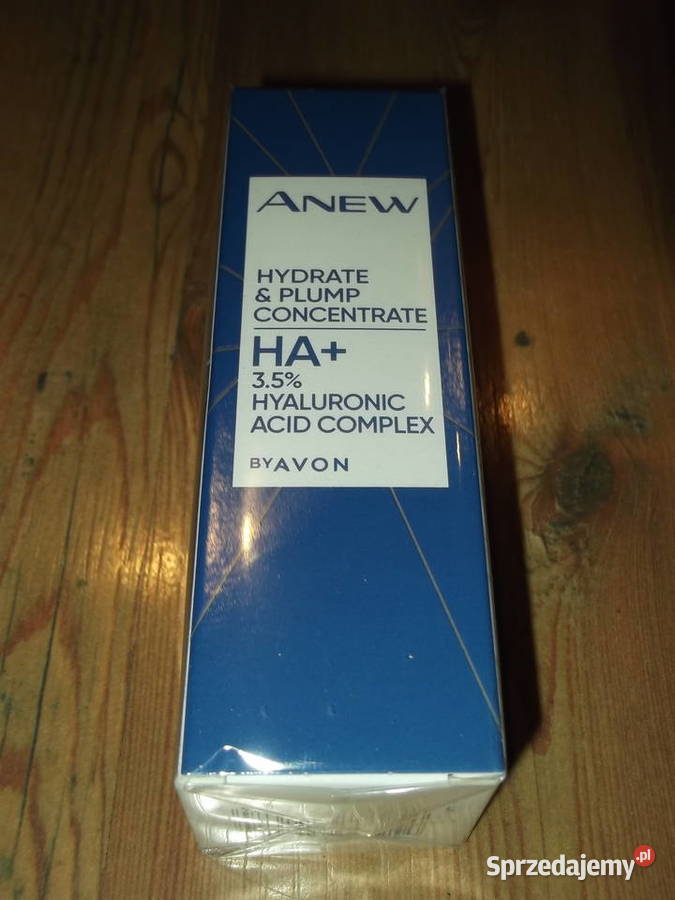 ANEW
HYDRATE
& PLUMP
CONCENTRATE
HA+
3.5%
HYALURONIC
ACID COMPLEX
BY AVON
Sprzedajemy.pl